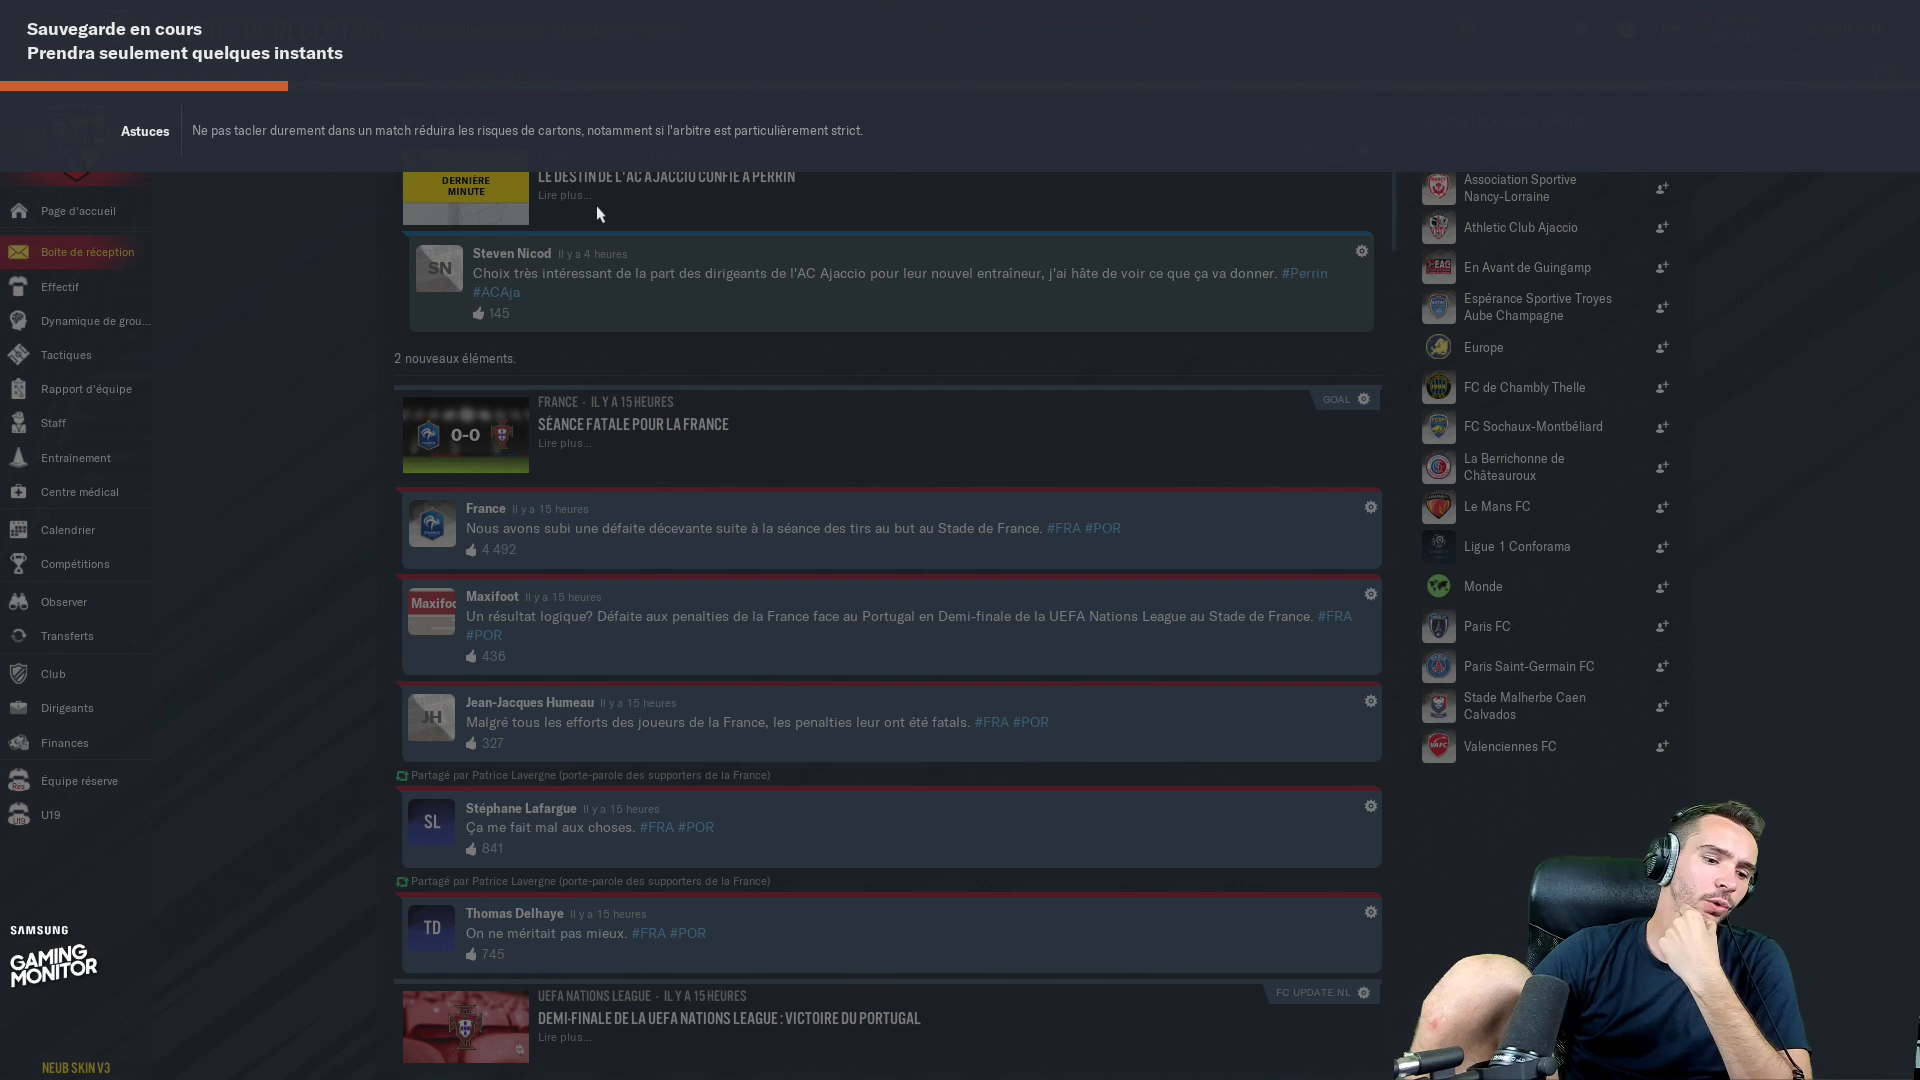 Sauvegarde en cours
Prendra seulement quelques instants
Astuces
Ne pas tacler durement dans un match réduira les risques de cartons, notamment si l'arbitre est particulièrement strict.
DERNIÈRE
MINUTE
LE DESTIN DE L'AC AJACCIO CONFIÉ À PERRIN
Lire plus...
SN
Steven Nicod Il y a 4 heures
Choix très intéressant de la part des dirigeants de l'AC Ajaccio pour leur nouvel entraîneur, j'ai hâte de voir ce que ça va donner. #Perrin
#ACAja
145
2 nouveaux éléments.
FRANCE - IL Y A 15 HEURES
GOAL
0-0
SÉANCE FATALE POUR LA FRANCE
Lire plus...
France Il y a 15 heures
Nous avons subi une défaite décevante suite à la séance des tirs au but au Stade de France. #FRA #POR
4 492
Maxifoo
Maxifoot Il y a 15 heures
Un résultat logique? Défaite aux penalties de la France face au Portugal en Demi-finale de la UEFA Nations League au Stade de France. #FRA
#POR
436
JH
Jean-Jacques Humeau Il y a 15 heures
Malgré tous les efforts des joueurs de la France, les penalties leur ont été fatals. #FRA #POR
327
Partagé par Patrice Lavergne (porte-parole des supporters de la France)
SL
Stéphane Lafargue Il y a 15 heures
Ça me fait mal aux choses. #FRA #POR
841
Partagé par Patrice Lavergne (porte-parole des supporters de la France)
TD
Thomas Delhaye Il y a 15 heures
On ne méritait pas mieux. #FRA #POR
745
UEFA NATIONS LEAGUE - IL Y A 15 HEURES
FC UPDATE.NL
DEMI-FINALE DE LA UEFA NATIONS LEAGUE : VICTOIRE DU PORTUGAL
Lire plus...
Page d'accueil
Boîte de réception
Effectif
Dynamique de grou...
Tactiques
Rapport d'équipe
Staff
Entraînement
Centre médical
Calendrier
Compétitions
Observer
Transferts
Club
Dirigeants
Finances
Res
Équipe réserve
U19
U19
SAMSUNG
GAMING
MONITOR
NEUB SKIN V3
Association Sportive
Nancy-Lorraine
Athletic Club Ajaccio
EAG
En Avant de Guingamp
Espérance Sportive Troyes
Aube Champagne
Europe
FC de Chambly Thelle
FC Sochaux-Montbéliard
La Berrichonne de
Châteauroux
Le Mans FC
Ligue 1 Conforama
Monde
Paris FC
Paris Saint-Germain FC
Stade Malherbe Caen
Calvados
VAFC
Valenciennes FC